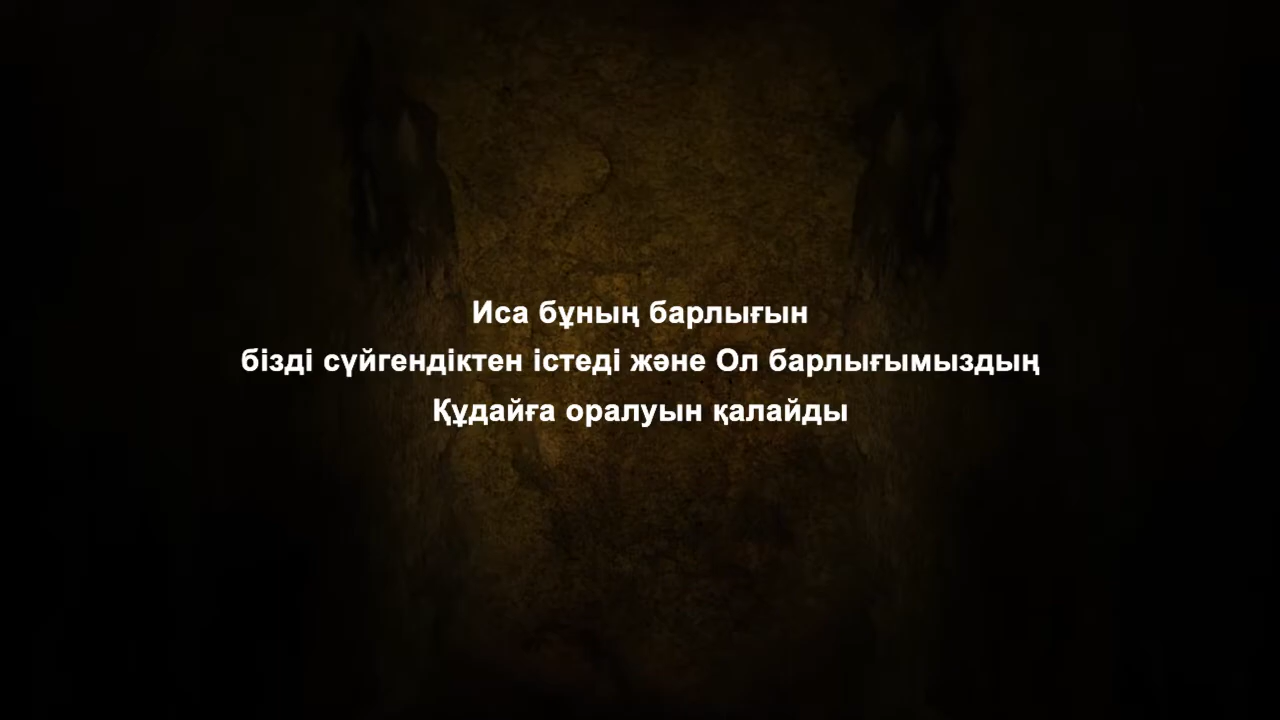 Иса бұның барлығын
бізді сүйгендіктен істеді және Ол барлығымыздың
Құдайға оралуын қалайды